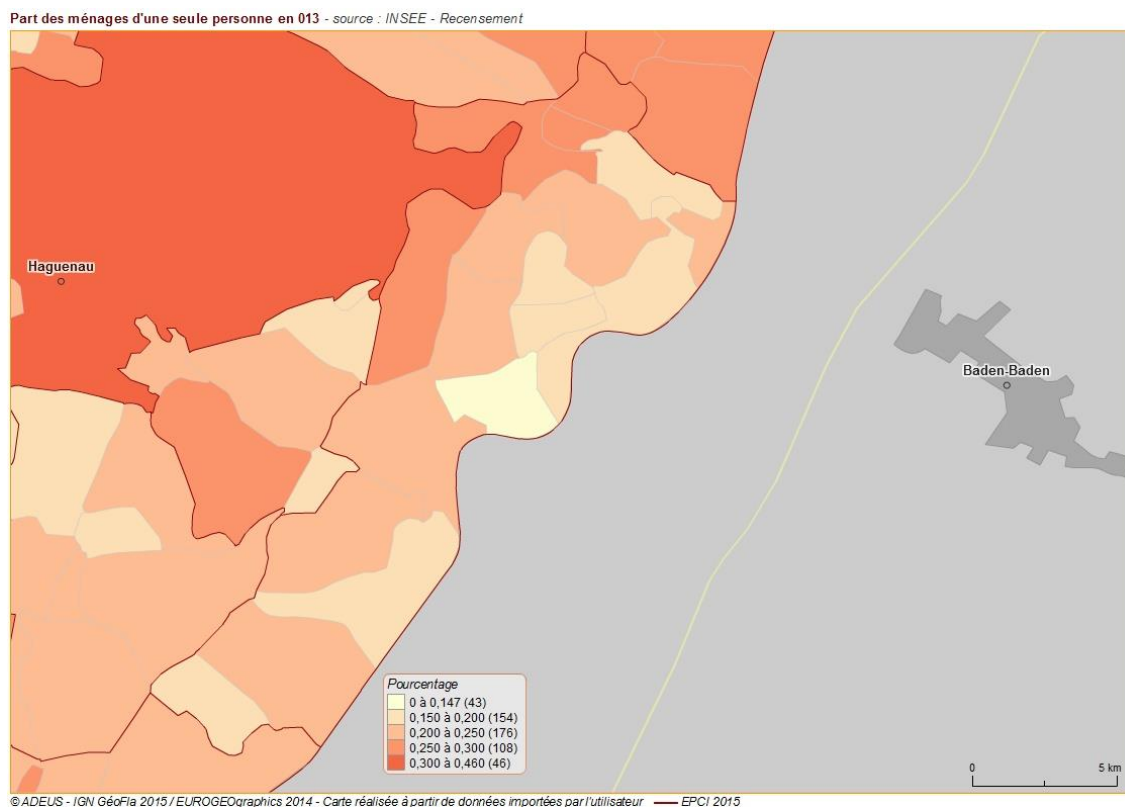 Part des ménages d'une seule personne en 013 - source : INSEE - Recensement
Haguenau
Baden-Baden
Pourcentage
0 à 0,147 (43)
0,150 à 0,200 (154)
0,200 à 0,250 (176)
0,250 à 0,300 (108)
0,300 à 0,460 (46)
0 5 km
© ADEUS - IGN GéoFla 2015 / EUROGEOgraphics 2014 - Carte réalisée à partir de données importées par l'utilisateur — EPCI 2015